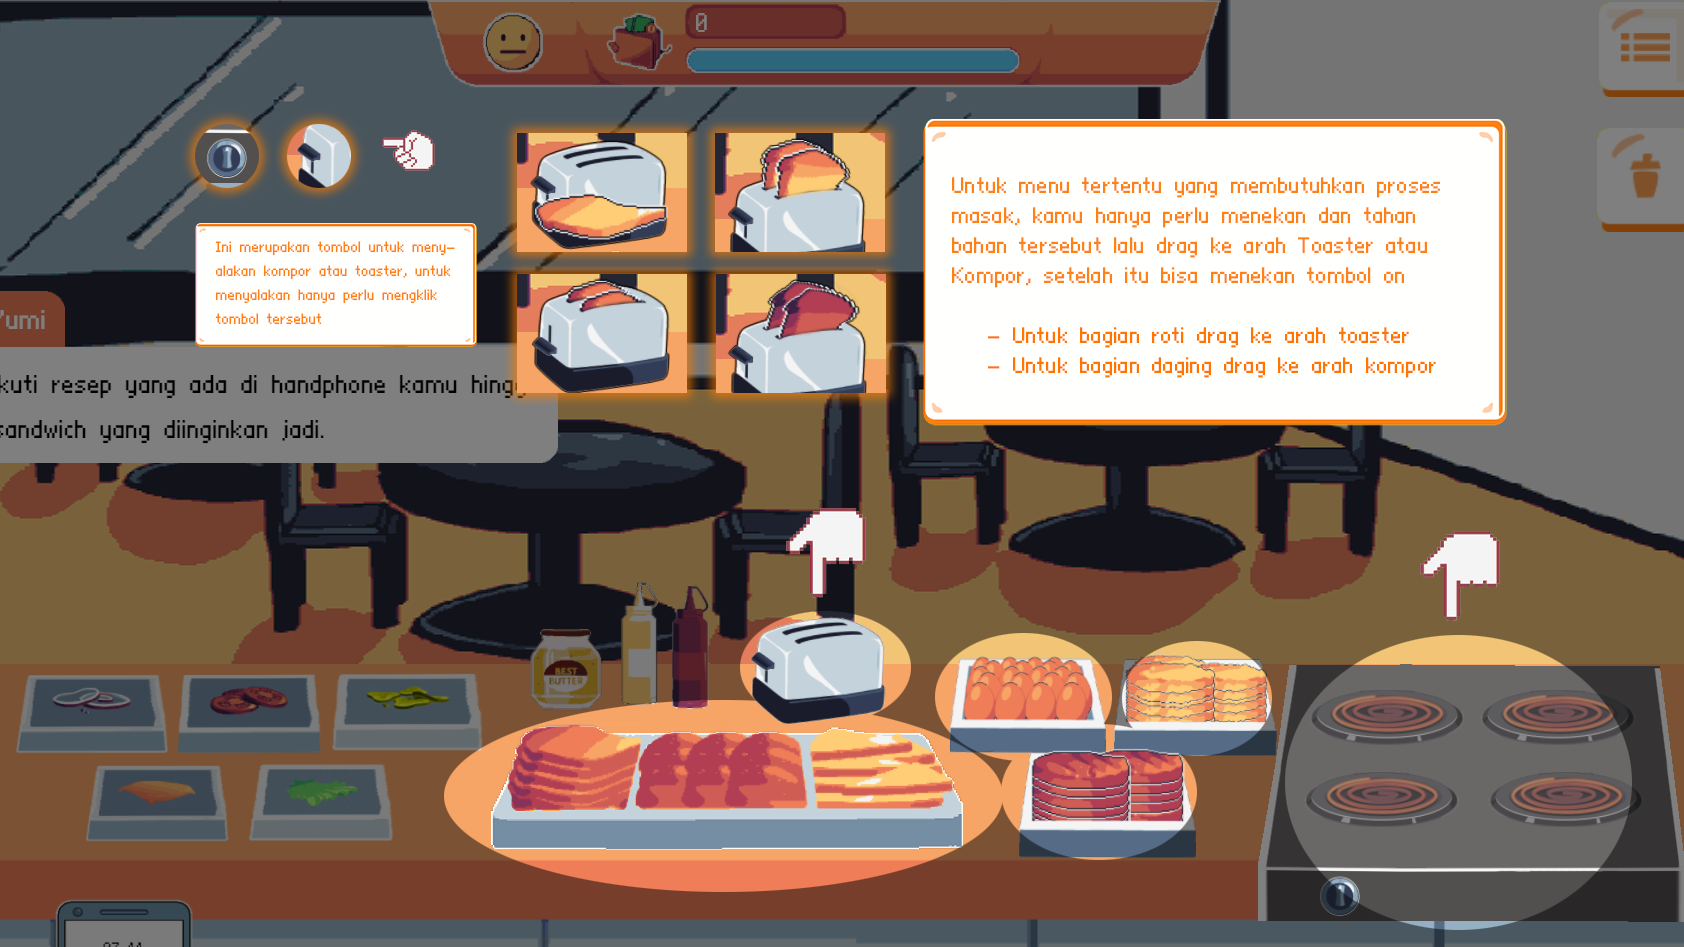 0
Ini merupakan tombol untuk meny-
alakan kompor atau toaster, untuk
menyalakan hanya perlu mengklik
tombol tersebut
Untuk menu tertentu yang membutuhkan proses
masak, kamu hanya perlu menekan dan tahan
bahan tersebut lalu drag ke arah Toaster atau
Kompor, setelah itu bisa menekan tombol on
- Untuk bagian roti drag ke arah toaster
- Untuk bagian daging drag ke arah kompor
Yumi
kuti resep yang ada di handphone kamu hingg
sandwich yang diinginkan jadi.
BEST
BUTTER